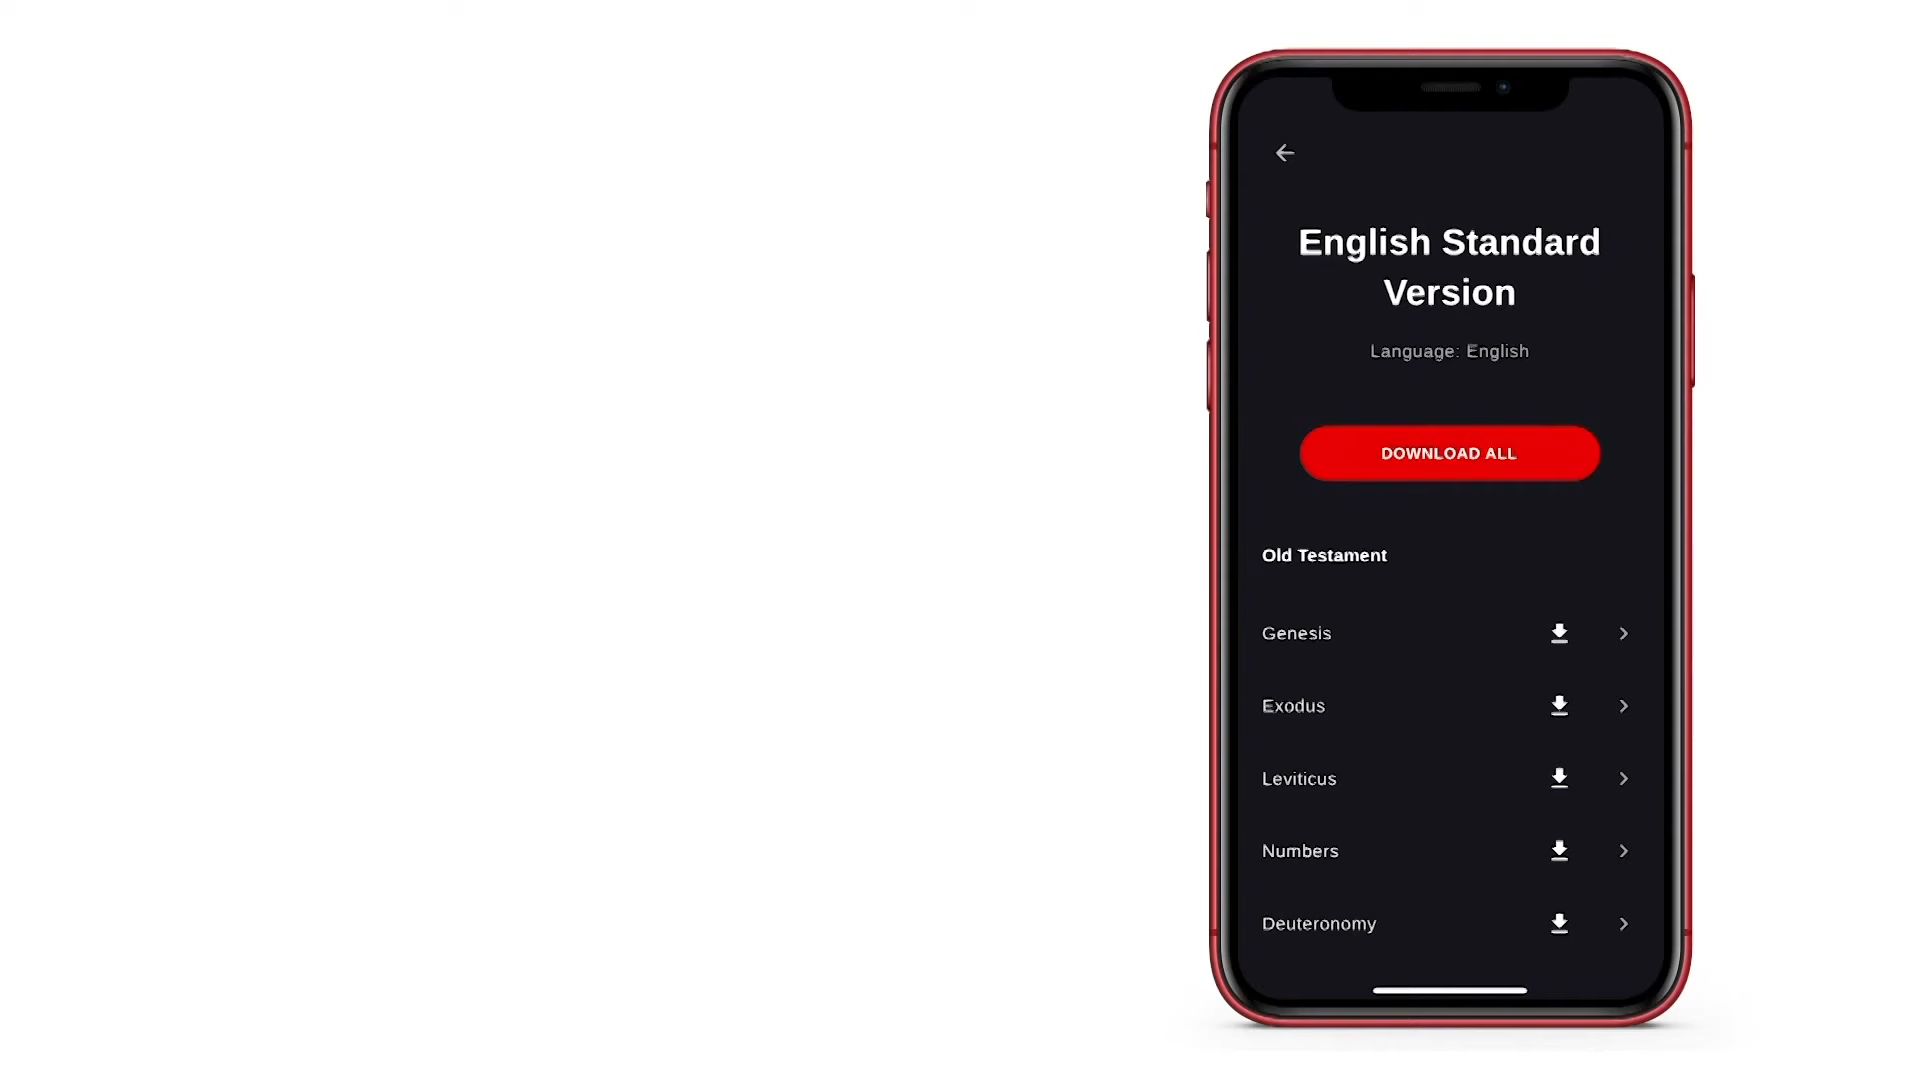 English Standard
Version
Language: English
DOWNLOAD ALL
Old Testament
Genesis
Exodus
Leviticus
Numbers
Deuteronomy